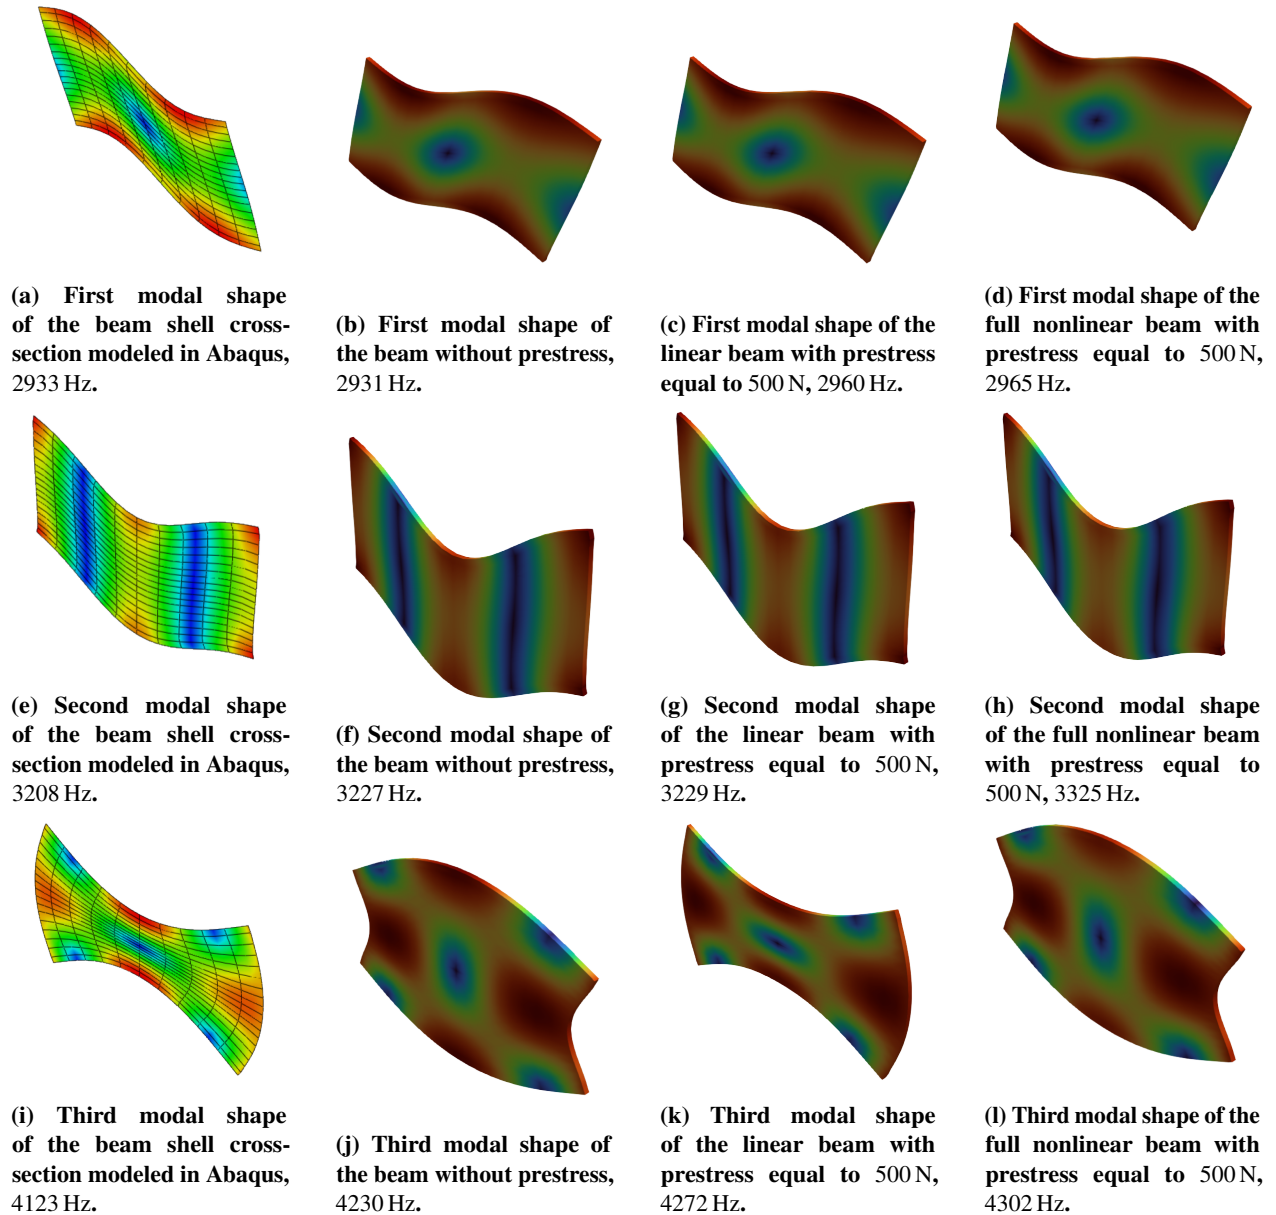 (a) First modal shape
of the beam shell cross-
section modeled in Abaqus,
2933 Hz.
(b) First modal shape of
the beam without prestress,
2931 Hz.
(c) First modal shape of the
linear beam with prestress
equal to 500 N, 2960 Hz.
(d) First modal shape of the
full nonlinear beam with
prestress equal to 500 N,
2965 Hz.
(e) Second modal shape
of the beam shell cross-
section modeled in Abaqus,
3208 Hz.
(f) Second modal shape of
the beam without prestress,
3227 Hz.
(g) Second modal shape
of the linear beam with
prestress equal to 500 N,
3229 Hz.
(h) Second modal shape
of the full nonlinear beam
with prestress equal to
500 N, 3325 Hz.
(i) Third modal shape
of the beam shell cross-
section modeled in Abaqus,
4123 Hz.
(j) Third modal shape of
the beam without prestress,
4230 Hz.
(k) Third modal shape
of the linear beam with
prestress equal to 500 N,
4272 Hz.
(l) Third modal shape of the
full nonlinear beam with
prestress equal to 500 N,
4302 Hz.